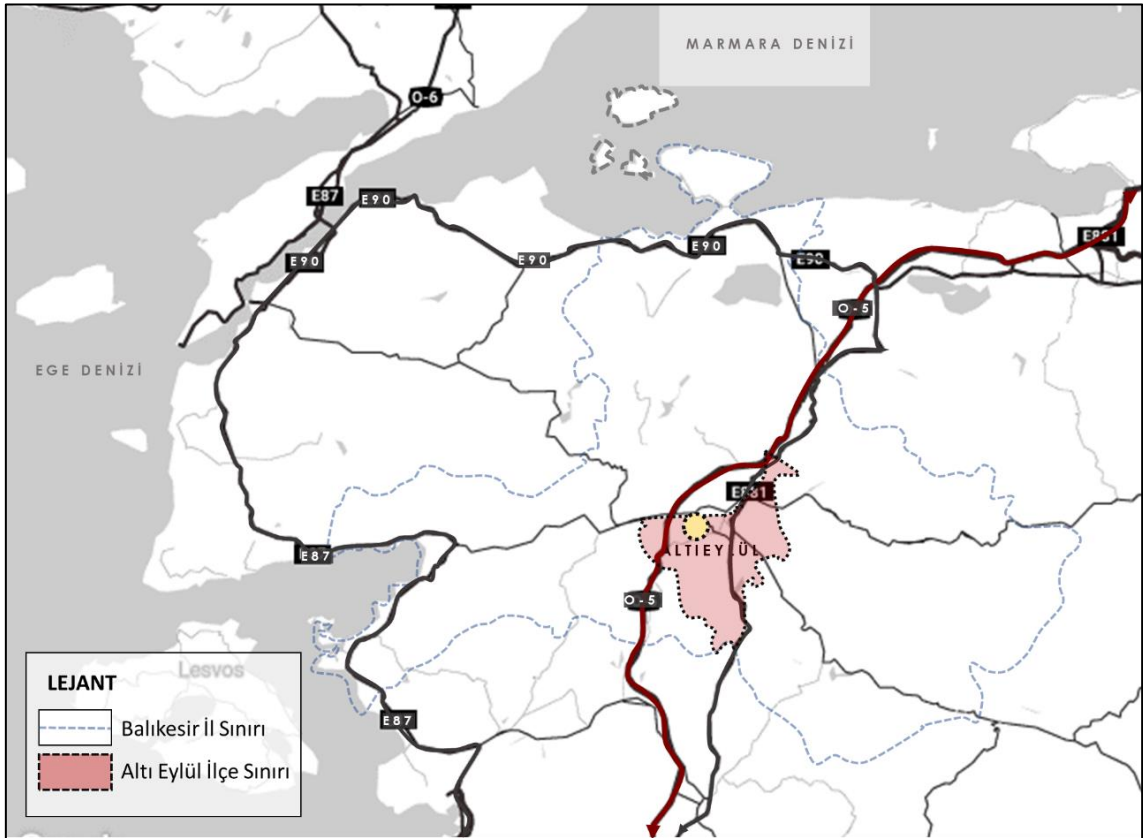 MARMARA DENİZİ
O-6
E87
E90
E90
E90
E90
E90
E881
O-5
EGE DENİZİ
E881
ALTIEYLÜL
E87
O-5
Lesvos
E87
LEJANT
Balıkesir İl Sınırı
Altı Eylül İlçe Sınırı